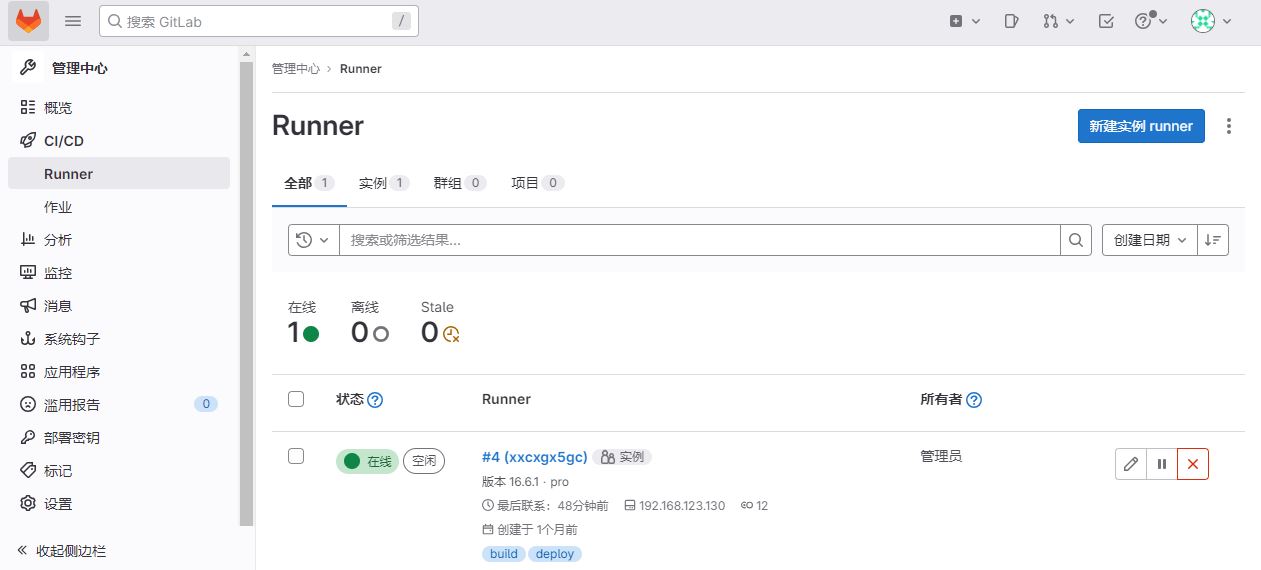 搜索 GitLab /
管理中心
概览
CI/CD
Runner
作业
分析
监控
消息
系统钩子
应用程序
滥用报告 0
部署密钥
标记
设置
收起侧边栏
管理中心 › Runner
Runner
新建实例 runner
全部 1 实例 1 群组 0 项目 0
搜索或筛选结果...
创建日期
在线 离线 Stale
1 0 0
状态 Runner 所有者
在线 空闲 #4 (xxcxgx5gc) 实例 管理员
版本 16.6.1 · pro
最后联系：48分钟前 192.168.123.130 12
创建于 1个月前
build deploy